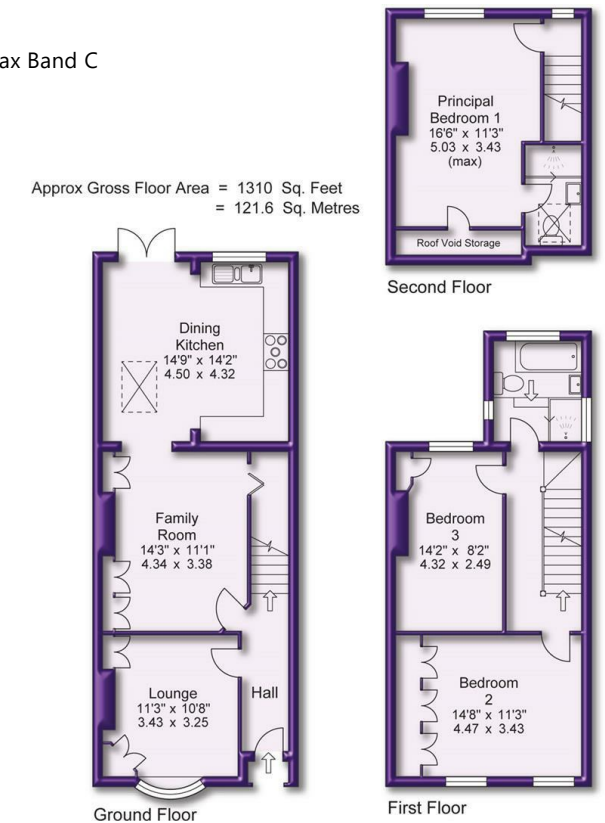 ax Band C
Approx Gross Floor Area = 1310 Sq. Feet
= 121.6 Sq. Metres
Dining
Kitchen
14'9" x 14'2"
4.50 x 4.32
Family
Room
14'3" x 11'1"
4.34 x 3.38
Lounge
11'3" x 10'8"
3.43 x 3.25
Hall
Ground Floor
Principal
Bedroom 1
16'6" x 11'3"
5.03 x 3.43
(max)
Roof Void Storage
Second Floor
Bedroom
3
14'2" x 8'2"
4.32 x 2.49
Bedroom
2
14'8" x 11'3"
4.47 x 3.43
First Floor